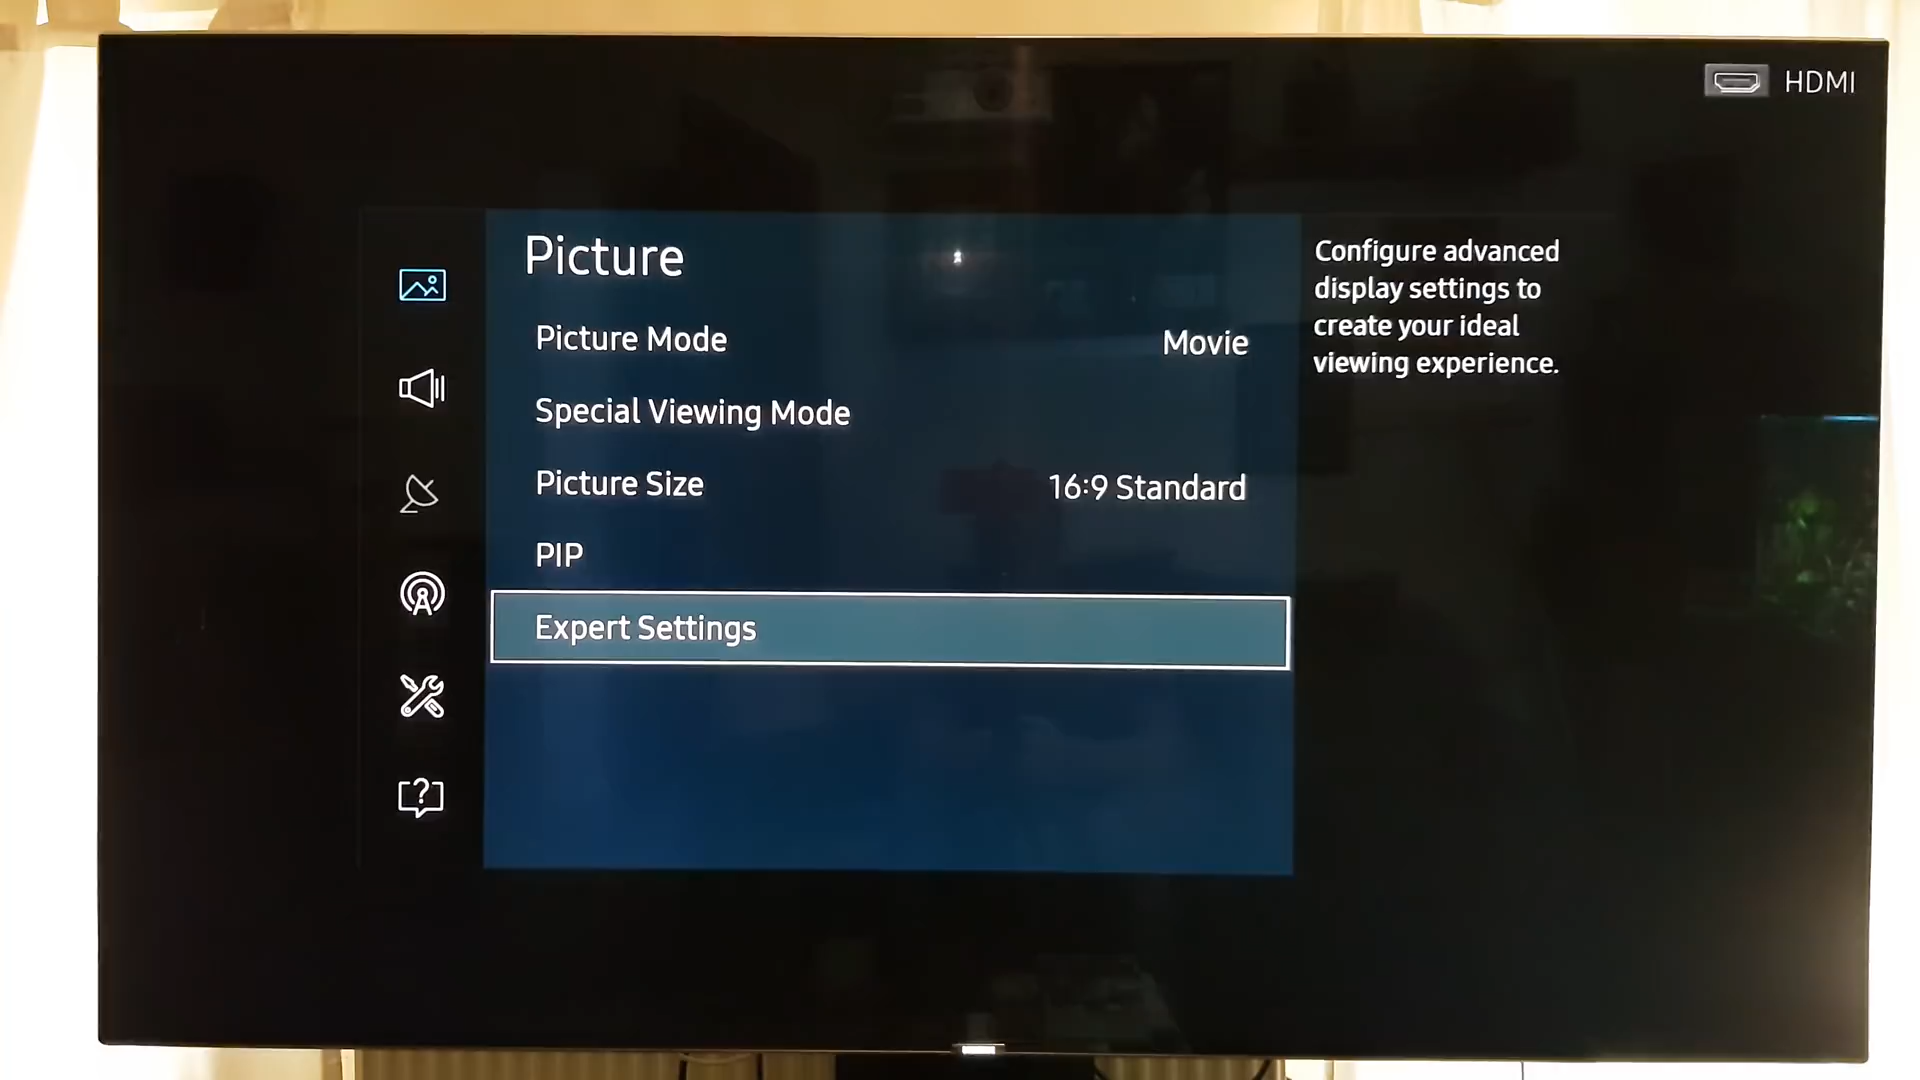 HDMI
Picture
Picture Mode Movie
Special Viewing Mode
Picture Size 16:9 Standard
PIP
Expert Settings
Configure advanced
display settings to
create your ideal
viewing experience.